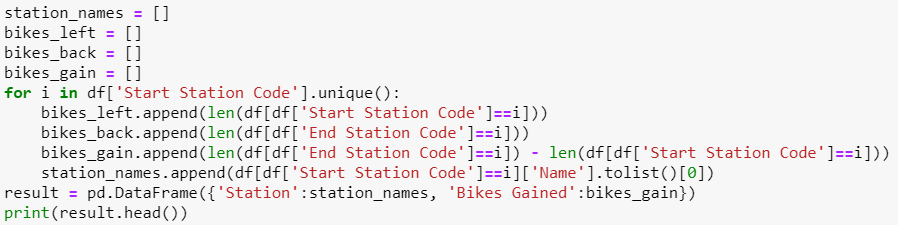 station_names = []
bikes_left = []
bikes_back = []
bikes_gain = []
for i in df['Start Station Code'].unique():
    bikes_left.append(len(df[df['Start Station Code']==i]))
    bikes_back.append(len(df[df['End Station Code']==i]))
    bikes_gain.append(len(df[df['End Station Code']==i]) - len(df[df['Start Station Code']==i]))
    station_names.append(df[df['Start Station Code']==i]['Name'].tolist()[0])
result = pd.DataFrame({'Station':station_names, 'Bikes Gained':bikes_gain})
print(result.head())